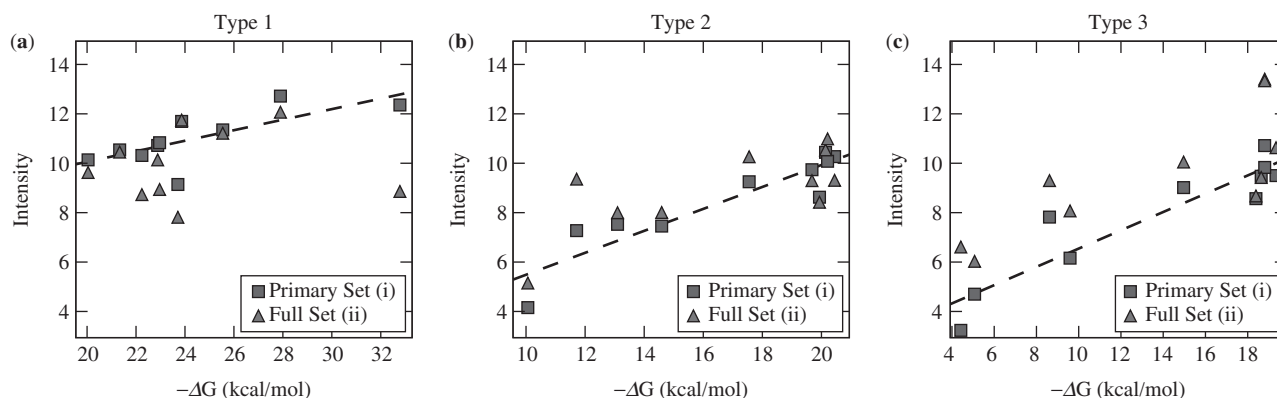 Type 1
(a)
Intensity
14
12
10
8
6
4
Primary Set (i)
Full Set (ii)
20 22 24 26 28 30 32
−ΔG (kcal/mol)
Type 2
(b)
Intensity
14
12
10
8
6
4
Primary Set (i)
Full Set (ii)
10 12 14 16 18 20
−ΔG (kcal/mol)
Type 3
(c)
Intensity
14
12
10
8
6
4
Primary Set (i)
Full Set (ii)
4 6 8 10 12 14 16 18
−ΔG (kcal/mol)